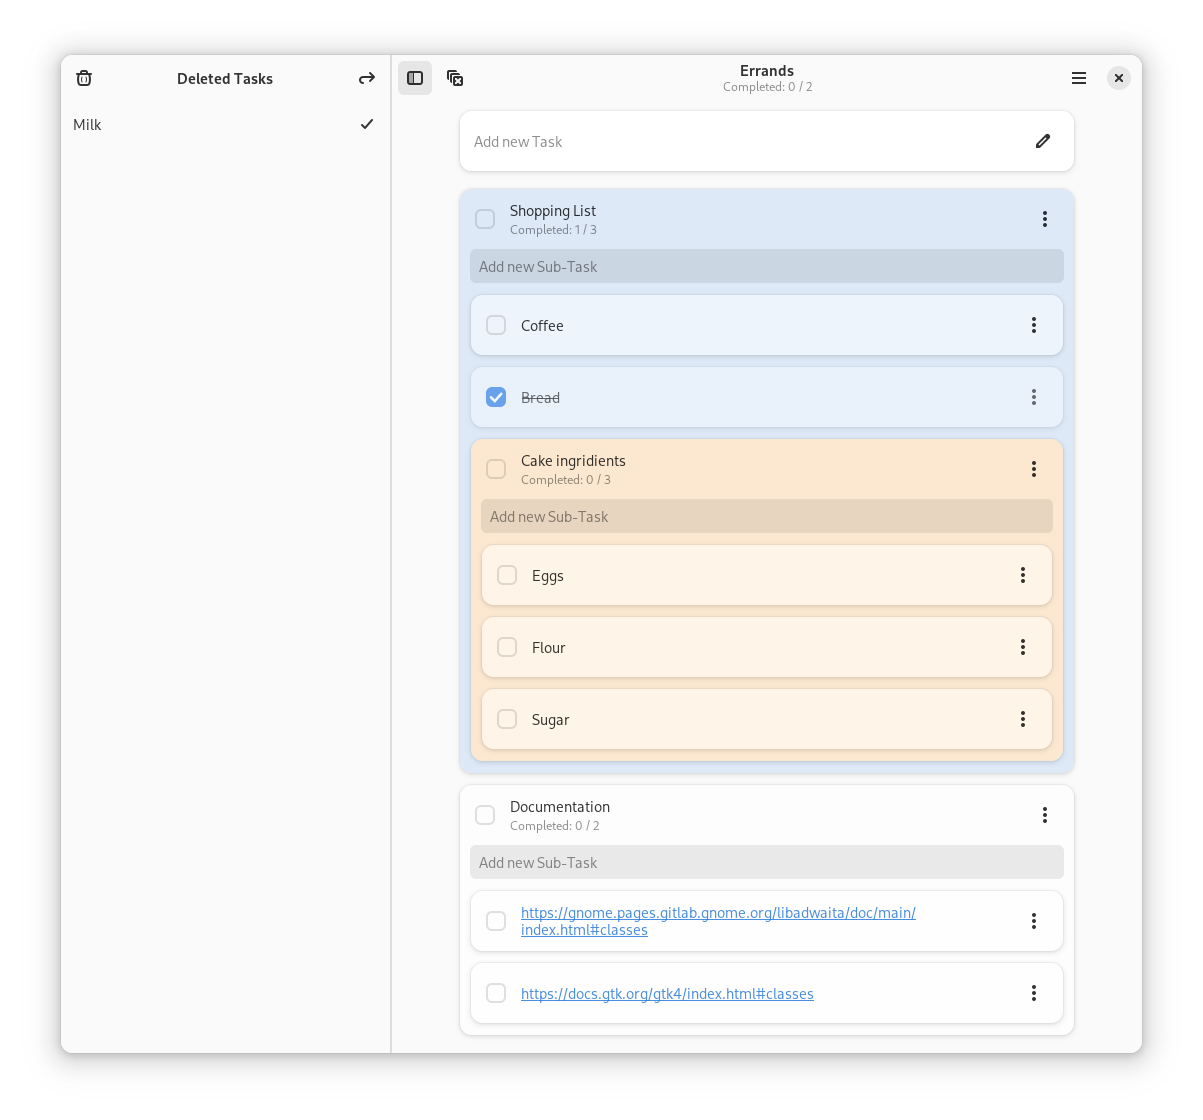 Deleted Tasks
Milk
Errands
Completed: 0 / 2
Add new Task
Shopping List
Completed: 1 / 3
Add new Sub-Task
Coffee
Bread
Cake ingridients
Completed: 0 / 3
Add new Sub-Task
Eggs
Flour
Sugar
Documentation
Completed: 0 / 2
Add new Sub-Task
https://gnome.pages.gitlab.gnome.org/libadwaita/doc/main/
index.html#classes
https://docs.gtk.org/gtk4/index.html#classes